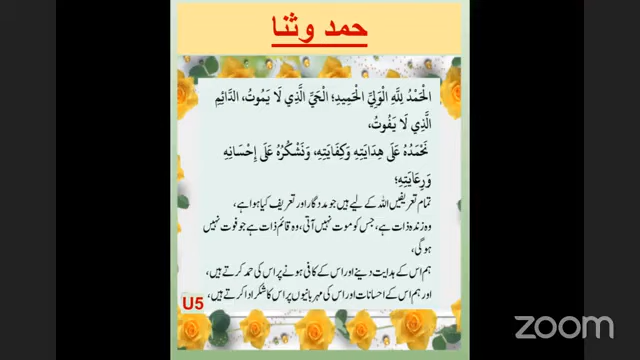 حمد وثنا
الْحَمْدُ لِلَّهِ الْوَلِيِّ الْحَمِيدِ؛ الْحَيِّ الَّذِي لَا يَمُوتُ، الدَّائِمِ
الَّذِي لَا يَفُوتُ،
نَحْمَدُهُ عَلَى هِدَايَتِهِ وَكِفَايَتِهِ، وَنَشْكُرُهُ عَلَى إِحْسَانِهِ
وَرِعَايَتِهِ؛
تمام تعریفیں اللہ کے لیے ہیں جو مددگار اور تعریف کیا ہوا ہے،
وہ زندہ ذات ہے، جس کو موت نہیں آتی، وہ قائم ذات ہے جو فوت نہیں
ہوگی،
ہم اس کے ہدایت دینے اور اس کے کافی ہونے پر اس کی حمد کرتے ہیں،
اور ہم اس کے احسانات اور اس کی مہربانیوں پر اس کا شکر ادا کرتے ہیں،
U5
zoom